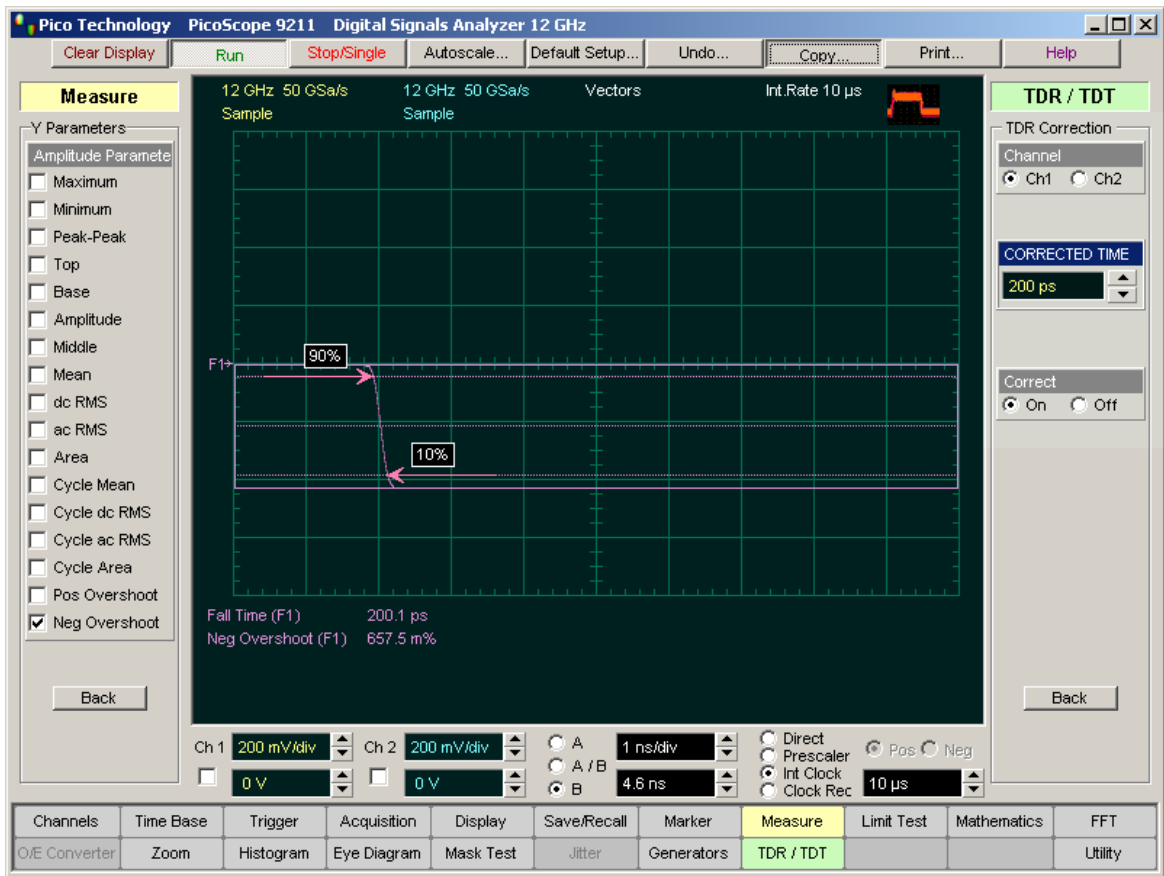 Pico Technology PicoScope 9211 Digital Signals Analyzer 12 GHz
Clear Display Run Stop/Single Autoscale... Default Setup... Undo... Copy... Print... Help
Measure
Y Parameters
Amplitude Paramete
Maximum
Minimum
Peak-Peak
Top
Base
Amplitude
Middle
Mean
dc RMS
ac RMS
Area
Cycle Mean
Cycle dc RMS
Cycle ac RMS
Cycle Area
Pos Overshoot
Neg Overshoot
Back
12 GHz 50 GSa/s 12 GHz 50 GSa/s Vectors Int.Rate 10 µs
Sample Sample
F1
90%
10%
Fall Time (F1) 200.1 ps
Neg Overshoot (F1) 657.5 m%
TDR / TDT
TDR Correction
Channel
Ch1 Ch2
CORRECTED TIME
200 ps
Correct
On Off
Back
Ch 1 200 mV/div Ch 2 200 mV/div A 1 ns/div Direct
A / B Prescaler Pos Neg
0 V 0 V B 4.6 ns Int Clock 10 µs
Clock Rec
Channels Time Base Trigger Acquisition Display Save/Recall Marker Measure Limit Test Mathematics FFT
O/E Converter Zoom Histogram Eye Diagram Mask Test Jitter Generators TDR / TDT Utility